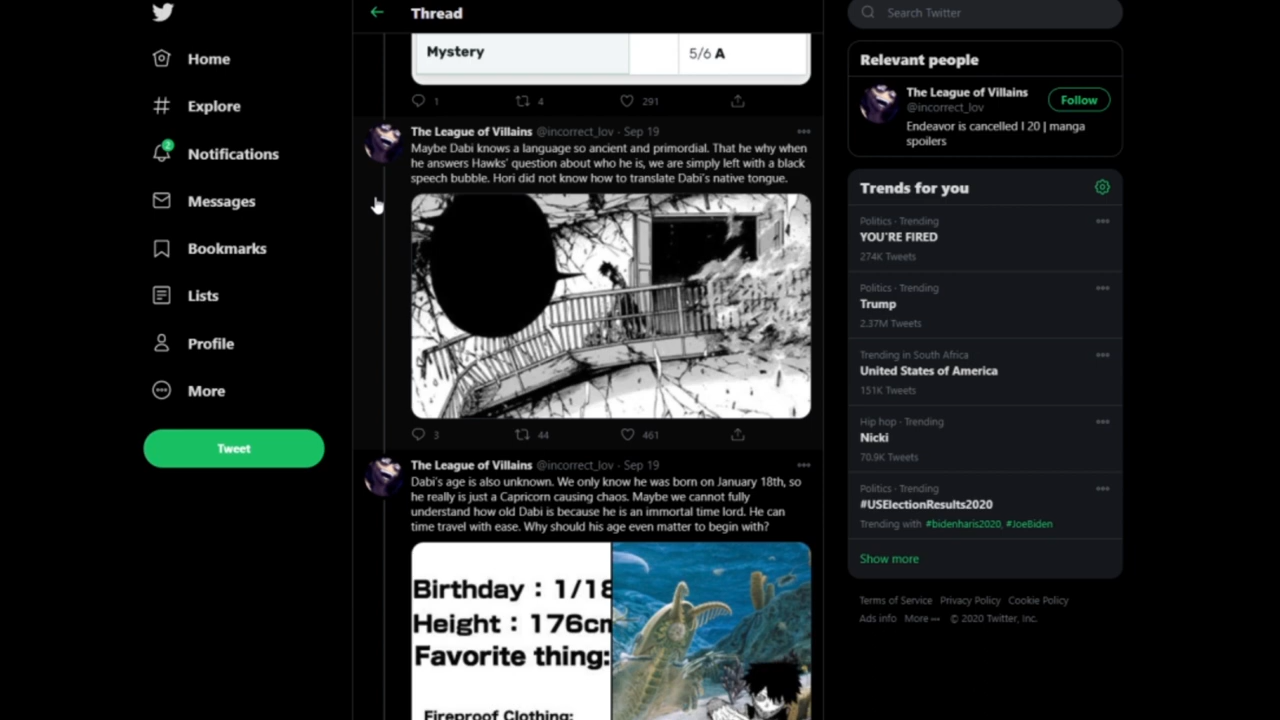 Home
Explore
2
Notifications
Messages
Bookmarks
Lists
Profile
More
Tweet
Thread
Mystery
5/6 A
1
4
291
The League of Villains @incorrect_lov · Sep 19
Maybe Dabi knows a language so ancient and primordial. That he why when
he answers Hawks' question about who he is, we are simply left with a black
speech bubble. Hori did not know how to translate Dabi's native tongue.
3
44
461
The League of Villains @incorrect_lov · Sep 19
Dabi's age is also unknown. We only know he was born on January 18th, so
he really is just a Capricorn causing chaos. Maybe we cannot fully
understand how old Dabi is because he is an immortal time lord. He can
time travel with ease. Why should his age even matter to begin with?
Birthday : 1/18
Height : 176cm
Favorite thing:
Fireproof Clothing:
Search Twitter
Relevant people
The League of Villains
@incorrect_lov
Follow
Endeavor is cancelled I 20 | manga
spoilers
Trends for you
Politics · Trending
YOU'RE FIRED
274K Tweets
Politics · Trending
Trump
2.37M Tweets
Trending in South Africa
United States of America
151K Tweets
Hip hop · Trending
Nicki
70.9K Tweets
Politics · Trending
#USElectionResults2020
Trending with #bidenharis2020, #JoeBiden
Show more
Terms of Service Privacy Policy Cookie Policy
Ads info More ··· © 2020 Twitter, Inc.